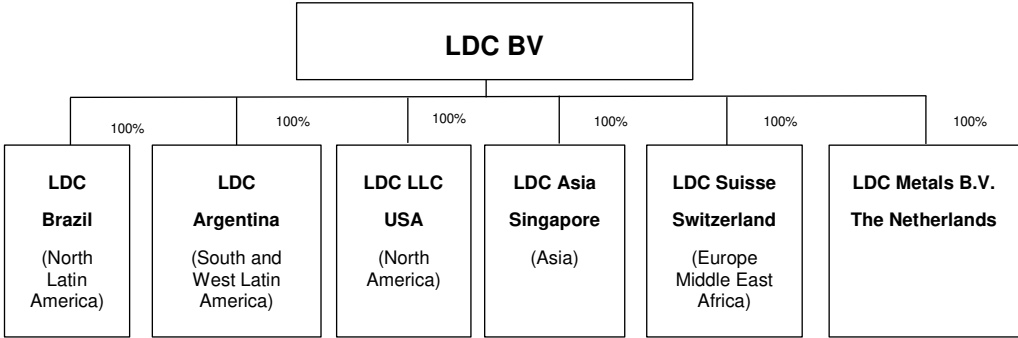 LDC BV
100%
100%
100%
100%
100%
100%
LDC
Brazil
(North
Latin
America)
LDC
Argentina
(South and
West Latin
America)
LDC LLC
USA
(North
America)
LDC Asia
Singapore
(Asia)
LDC Suisse
Switzerland
(Europe
Middle East
Africa)
LDC Metals B.V.
The Netherlands